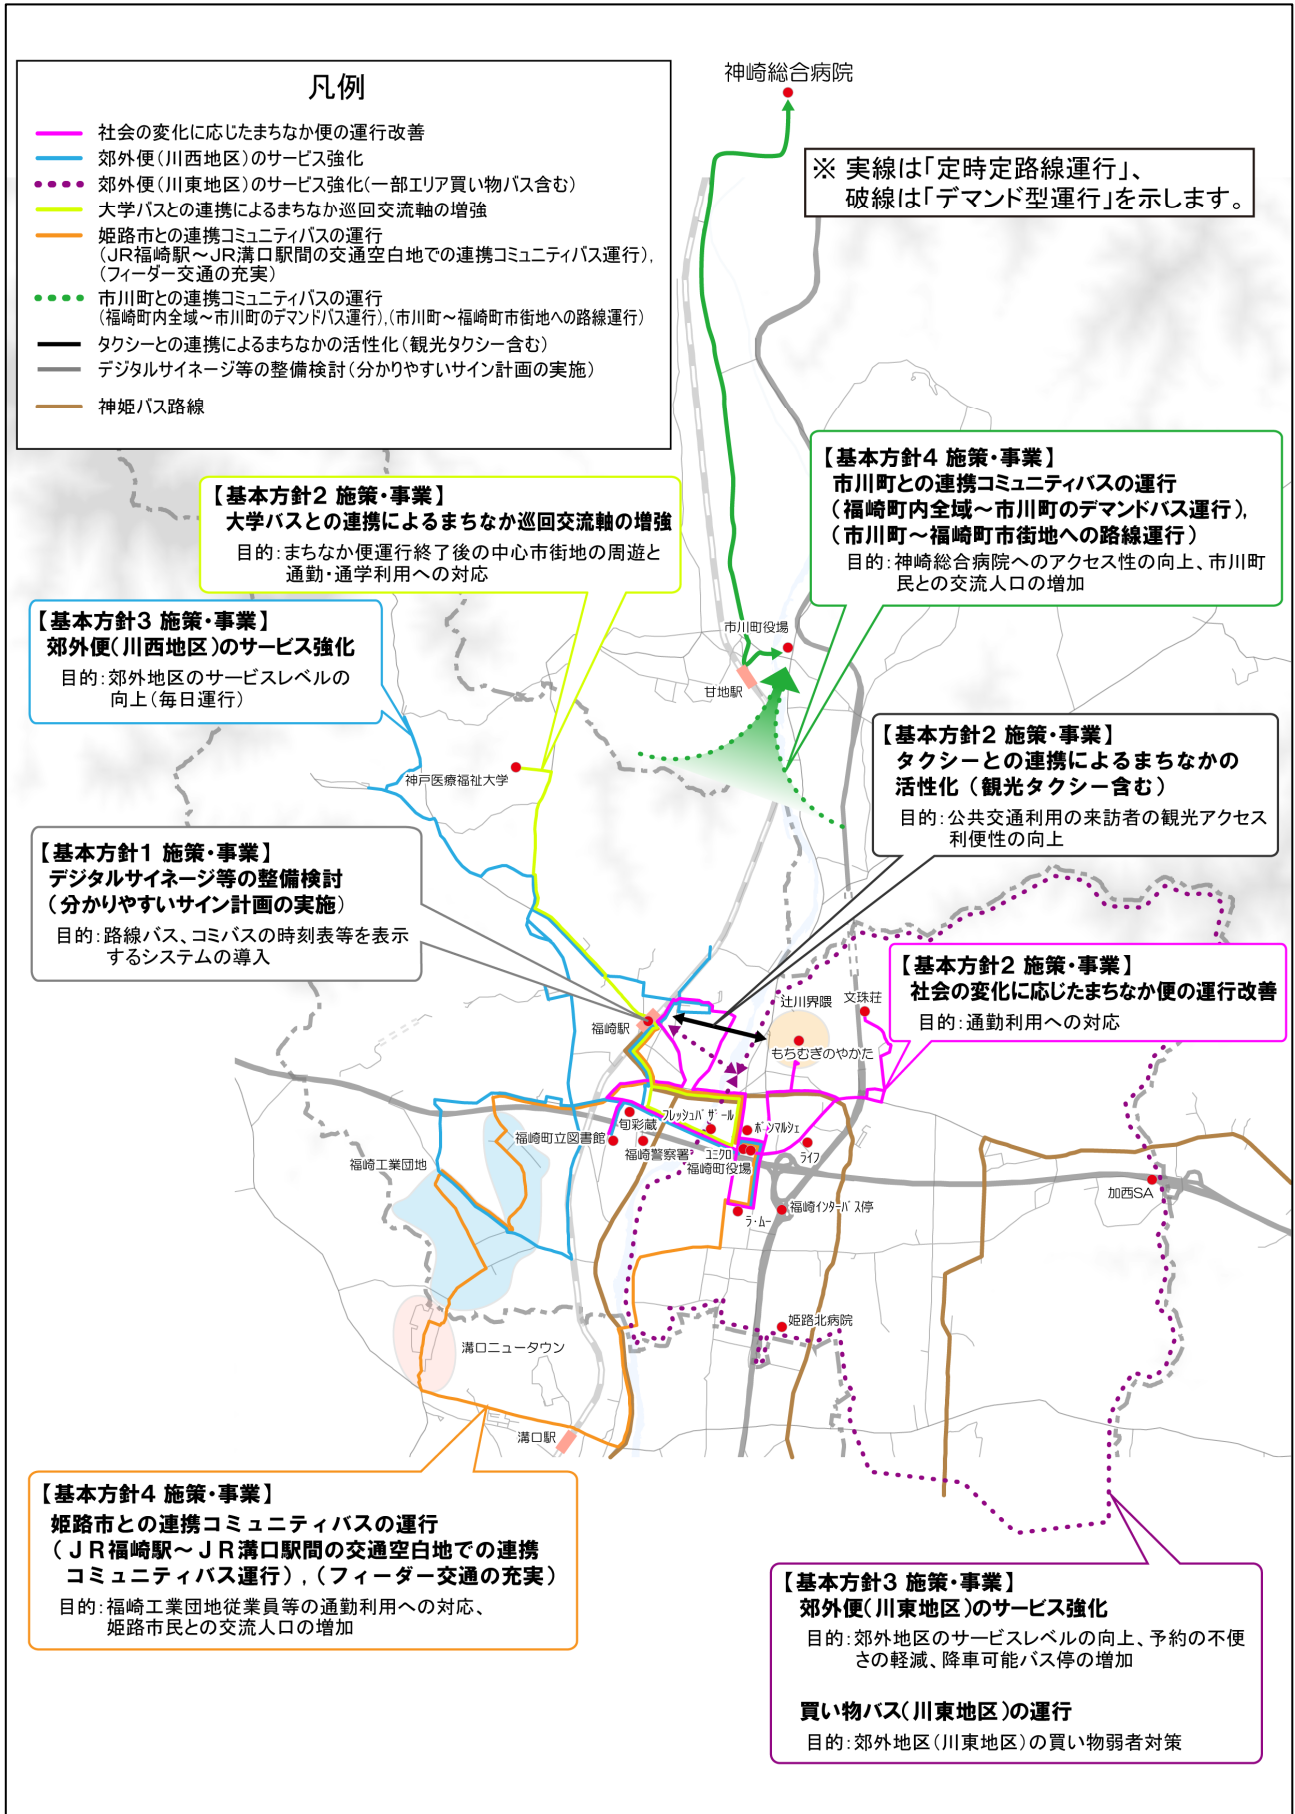 神崎総合病院
凡例
社会の変化に応じたまちなか便の運行改善
郊外便(川西地区)のサービス強化
郊外便(川東地区)のサービス強化(一部エリア買い物バス含む)
大学バスとの連携によるまちなか巡回交流軸の増強
姫路市との連携コミュニティバスの運行
(JR福崎駅～JR溝口駅間の交通空白地での連携コミュニティバス運行),
(フィーダー交通の充実)
市川町との連携コミュニティバスの運行
(福崎町内全域～市川町のデマンドバス運行),(市川町～福崎町市街地への路線運行)
タクシーとの連携によるまちなかの活性化(観光タクシー含む)
デジタルサイネージ等の整備検討(分かりやすいサイン計画の実施)
神姫バス路線
※ 実線は「定時定路線運行」、
破線は「デマンド型運行」を示します。
【基本方針4 施策・事業】
市川町との連携コミュニティバスの運行
(福崎町内全域～市川町のデマンドバス運行),
(市川町～福崎町市街地への路線運行)
目的:神崎総合病院へのアクセス性の向上、市川町
民との交流人口の増加
【基本方針2 施策・事業】
大学バスとの連携によるまちなか巡回交流軸の増強
目的:まちなか便運行終了後の中心市街地の周遊と
通勤・通学利用への対応
【基本方針3 施策・事業】
郊外便(川西地区)のサービス強化
目的:郊外地区のサービスレベルの
向上(毎日運行)
市川町役場
甘地駅
【基本方針2 施策・事業】
タクシーとの連携によるまちなかの
活性化(観光タクシー含む)
目的:公共交通利用の来訪者の観光アクセス
利便性の向上
神戸医療福祉大学
【基本方針1 施策・事業】
デジタルサイネージ等の整備検討
(分かりやすいサイン計画の実施)
目的:路線バス、コミバスの時刻表等を表示
するシステムの導入
【基本方針2 施策・事業】
社会の変化に応じたまちなか便の運行改善
目的:通勤利用への対応
辻川界隈
文珠荘
福崎駅
もちむぎのやかた
旬彩蔵
フレッシュバザール
ボンマルシェ
福崎町立図書館
福崎警察署
ユニクロ
福崎町役場
ライフ
福崎工業団地
加西SA
ラ・ムー
福崎インターバス停
姫路北病院
溝口ニュータウン
溝口駅
【基本方針4 施策・事業】
姫路市との連携コミュニティバスの運行
(JR福崎駅～JR溝口駅間の交通空白地での連携
コミュニティバス運行),(フィーダー交通の充実)
目的:福崎工業団地従業員等の通勤利用への対応、
姫路市民との交流人口の増加
【基本方針3 施策・事業】
郊外便(川東地区)のサービス強化
目的:郊外地区のサービスレベルの向上、予約の不便
さの軽減、降車可能バス停の増加
買い物バス(川東地区)の運行
目的:郊外地区(川東地区)の買い物弱者対策